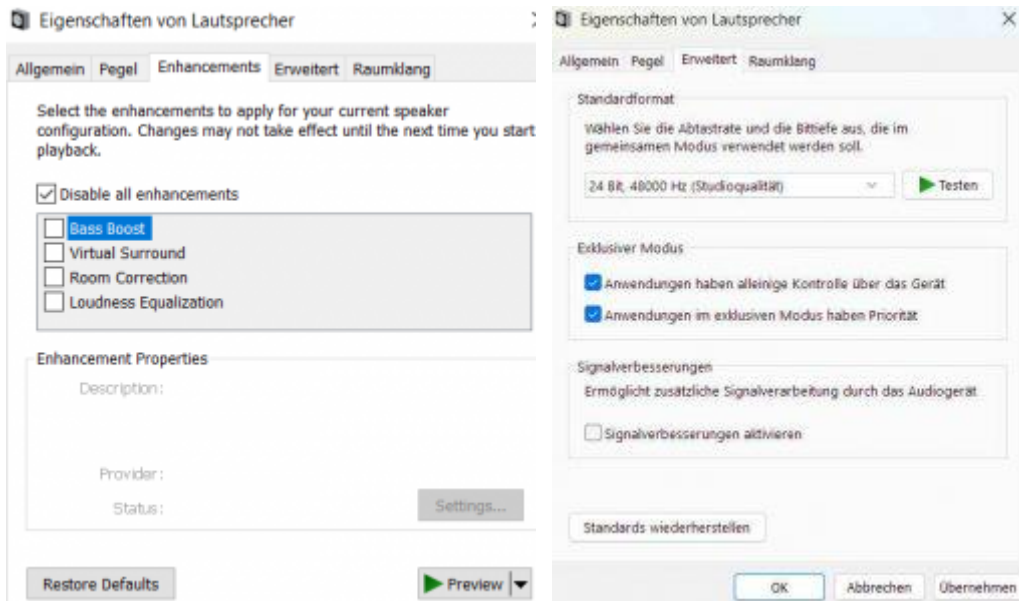 Eigenschaften von Lautsprecher
Allgemein Pegel Enhancements Erweitert Raumklang
Select the enhancements to apply for your current speaker
configuration. Changes may not take effect until the next time you start
playback.
Disable all enhancements
Bass Boost
Virtual Surround
Room Correction
Loudness Equalization
Enhancement Properties
Description:
Provider:
Status:
Settings...
Restore Defaults
Preview
Eigenschaften von Lautsprecher
Allgemein Pegel Erweitert Raumklang
Standardformat
Wählen Sie die Abtastrate und die Bittiefe aus, die im
gemeinsamen Modus verwendet werden soll.
24 Bit, 48000 Hz (Studioqualität)
Testen
Exklusiver Modus
Anwendungen haben alleinige Kontrolle über das Gerät
Anwendungen im exklusiven Modus haben Priorität
Signalverbesserungen
Ermöglicht zusätzliche Signalverarbeitung durch das Audiogerät
Signalverbesserungen aktivieren
Standards wiederherstellen
OK Abbrechen Übernehmen